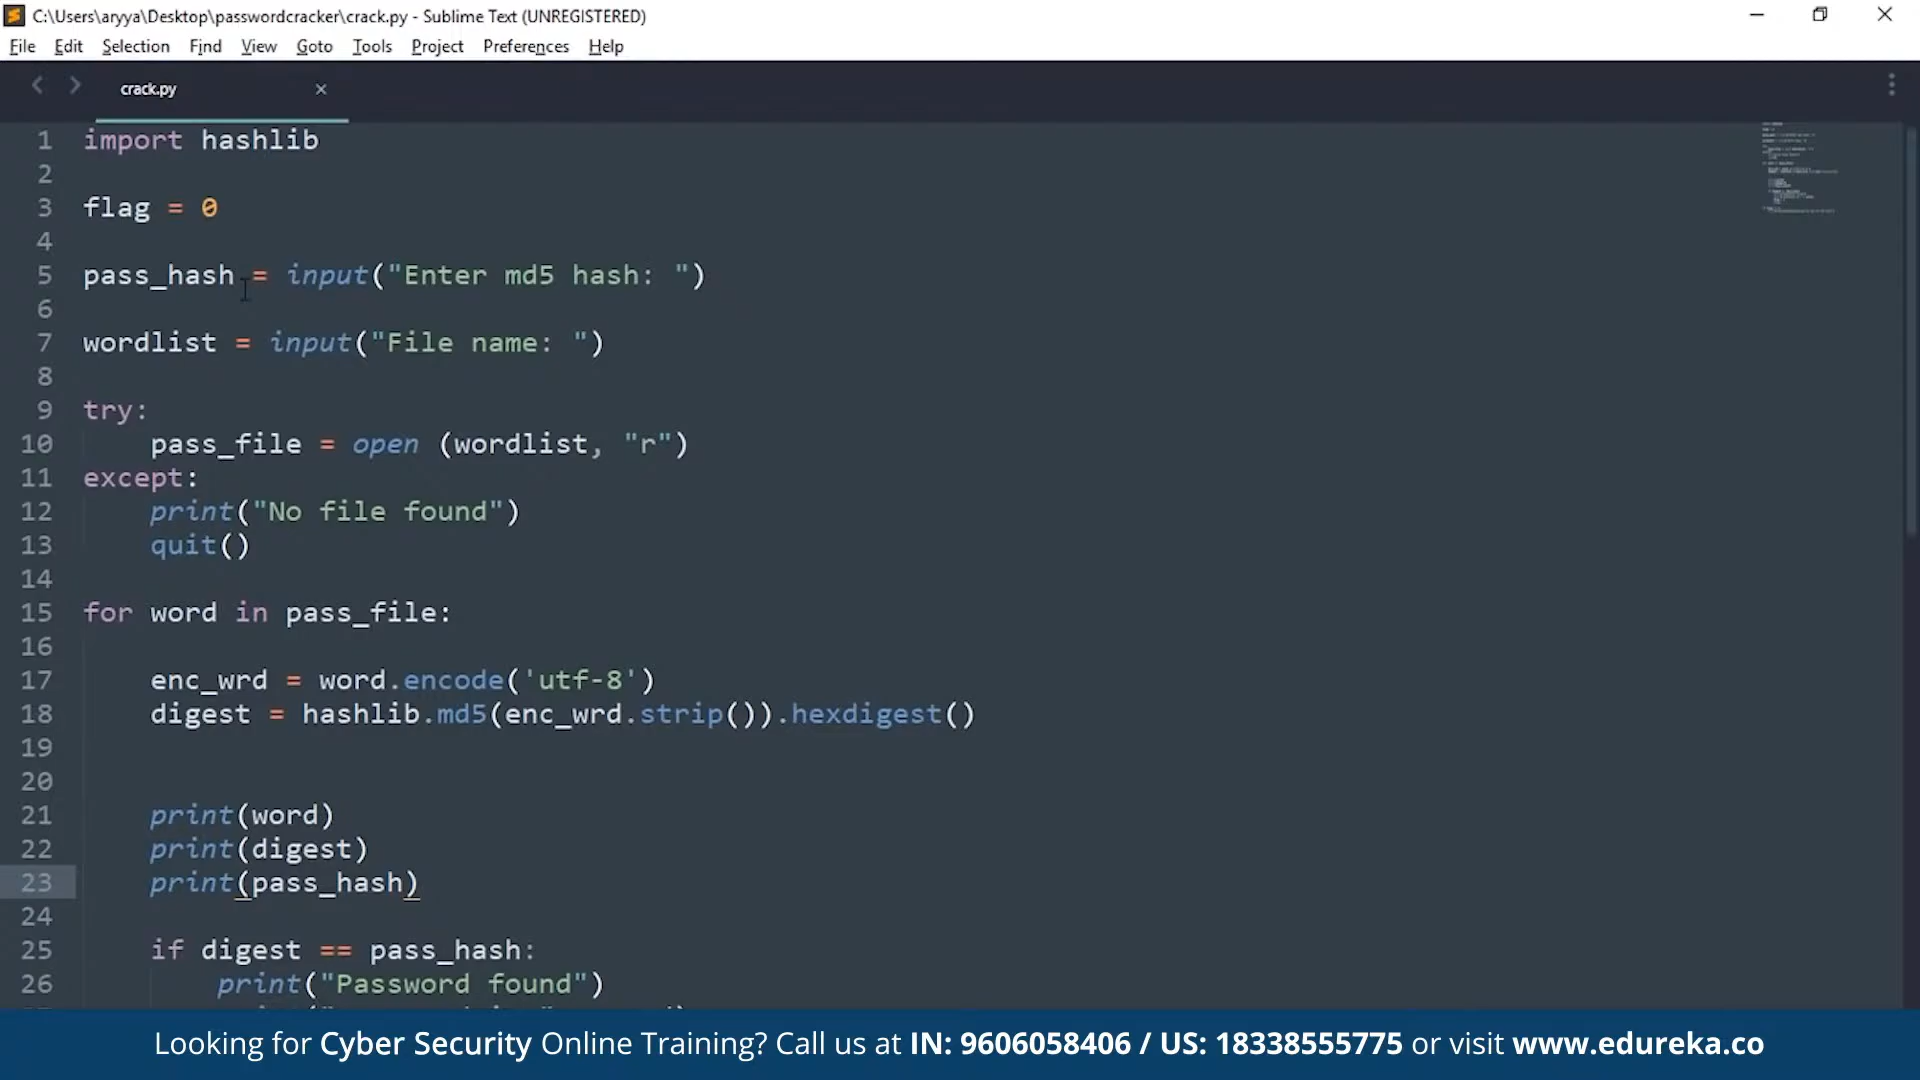 C:\Users\aryya\Desktop\passwordcracker\crack.py - Sublime Text (UNREGISTERED)
File Edit Selection Find View Goto Tools Project Preferences Help
crack.py
1 import hashlib
2
3 flag = 0
4
5 pass_hash = input("Enter md5 hash: ")
6
7 wordlist = input("File name: ")
8
9 try:
10     pass_file = open (wordlist, "r")
11 except:
12     print("No file found")
13     quit()
14
15 for word in pass_file:
16
17     enc_wrd = word.encode('utf-8')
18     digest = hashlib.md5(enc_wrd.strip()).hexdigest()
19
20
21     print(word)
22     print(digest)
23     print(pass_hash)
24
25     if digest == pass_hash:
26         print("Password found")
Looking for Cyber Security Online Training? Call us at IN: 9606058406 / US: 18338555775 or visit www.edureka.co